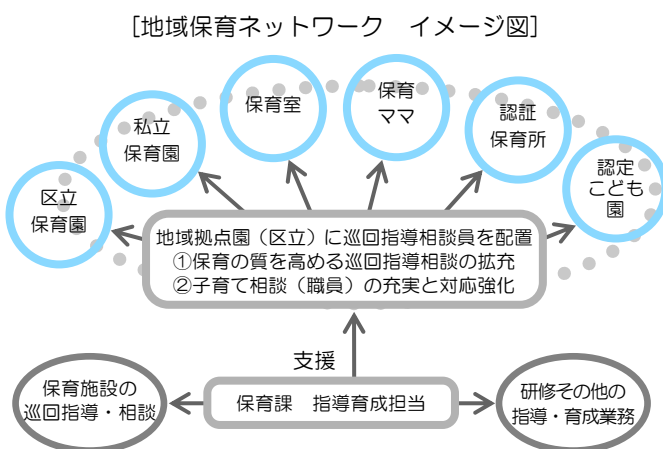 [地域保育ネットワーク　イメージ図]
区立
保育園
私立
保育園
保育室
保育
ママ
認証
保育所
認定
こども
園
地域拠点園（区立）に巡回指導相談員を配置
①保育の質を高める巡回指導相談の拡充
②子育て相談（職員）の充実と対応強化
支援
保育施設の
巡回指導・相談
保育課　指導育成担当
研修その他の
指導・育成業務